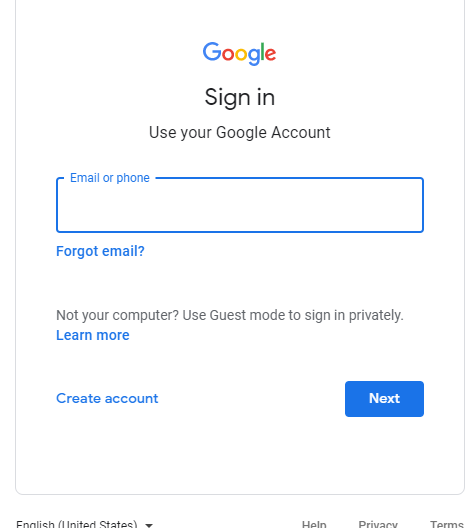 Google
Sign in
Use your Google Account
Email or phone
Forgot email?
Not your computer? Use Guest mode to sign in privately.
Learn more
Create account
Next
English (United States)
Help
Privacy
Terms